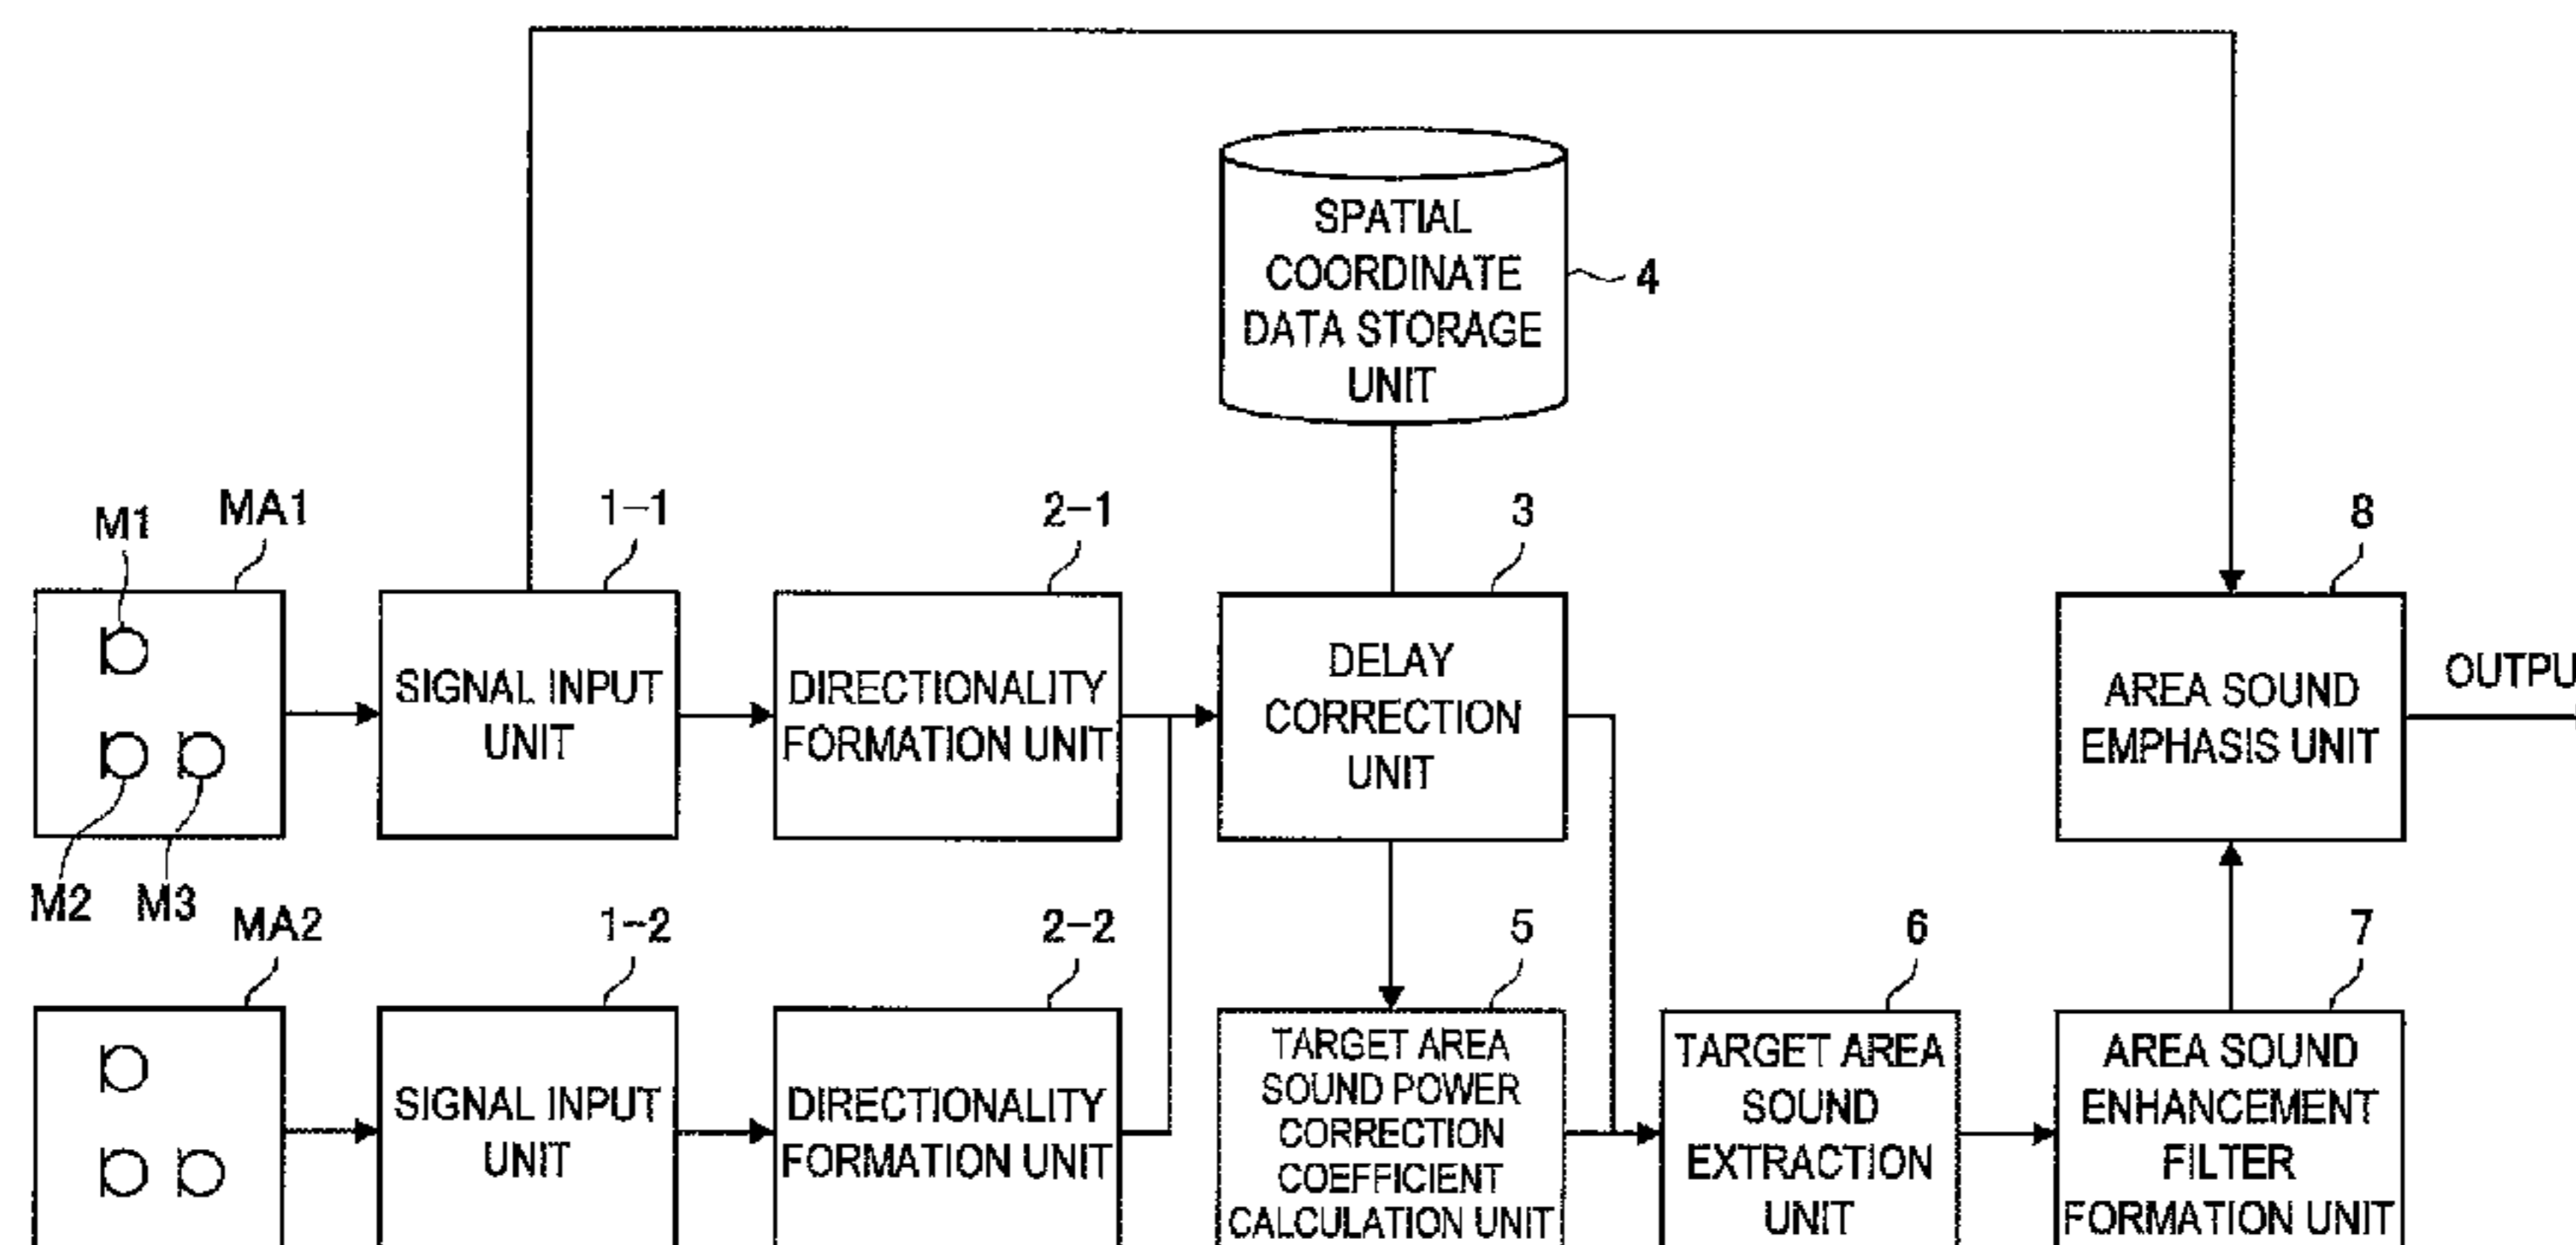 SPATIAL
COORDINATE
DATA STORAGE
UNIT
4
M1
MA1
1-1
2-1
3
8
SIGNAL INPUT
UNIT
DIRECTIONALITY
FORMATION UNIT
DELAY
CORRECTION
UNIT
AREA SOUND
EMPHASIS UNIT
OUTPU
M2
M3
MA2
1-2
2-2
5
6
7
SIGNAL INPUT
UNIT
DIRECTIONALITY
FORMATION UNIT
TARGET AREA
SOUND POWER
CORRECTION
COEFFICIENT
CALCULATION UNIT
TARGET AREA
SOUND
EXTRACTION
UNIT
AREA SOUND
ENHANCEMENT
FILTER
FORMATION UNIT